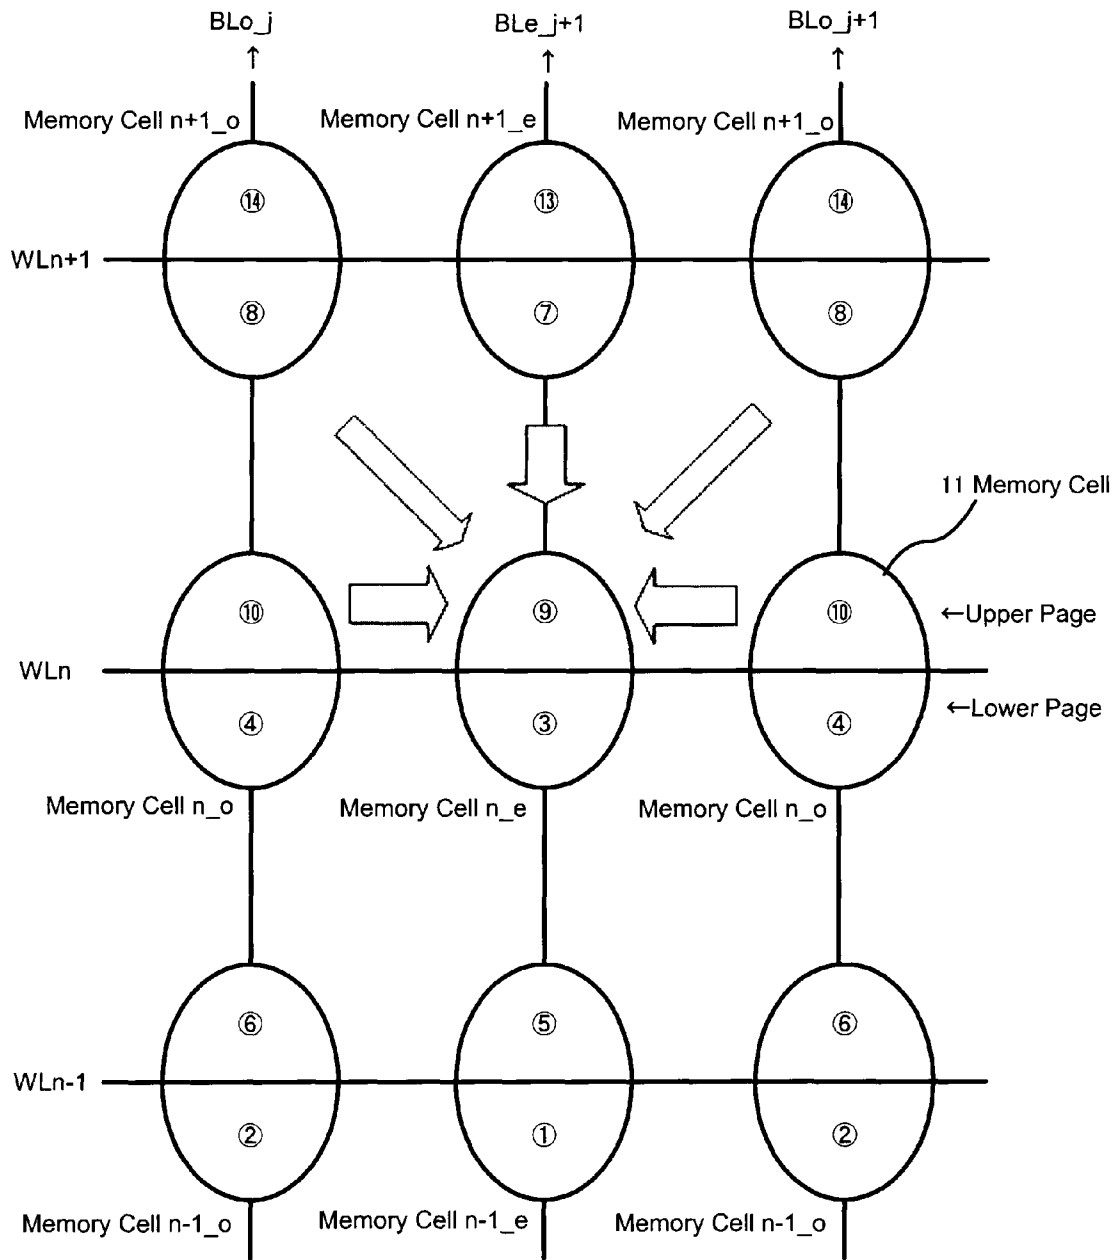 BLo_j BLe_j+1 BLo_j+1
↑ ↑ ↑
Memory Cell n+1_o Memory Cell n+1_e Memory Cell n+1_o
⑭ ⑬ ⑭
WLn+1
⑧ ⑦ ⑧
11 Memory Cell
⑩ ⑨ ⑩ ←Upper Page
WLn
④ ③ ④ ←Lower Page
Memory Cell n_o Memory Cell n_e Memory Cell n_o
⑥ ⑤ ⑥
WLn-1
② ① ②
Memory Cell n-1_o Memory Cell n-1_e Memory Cell n-1_o